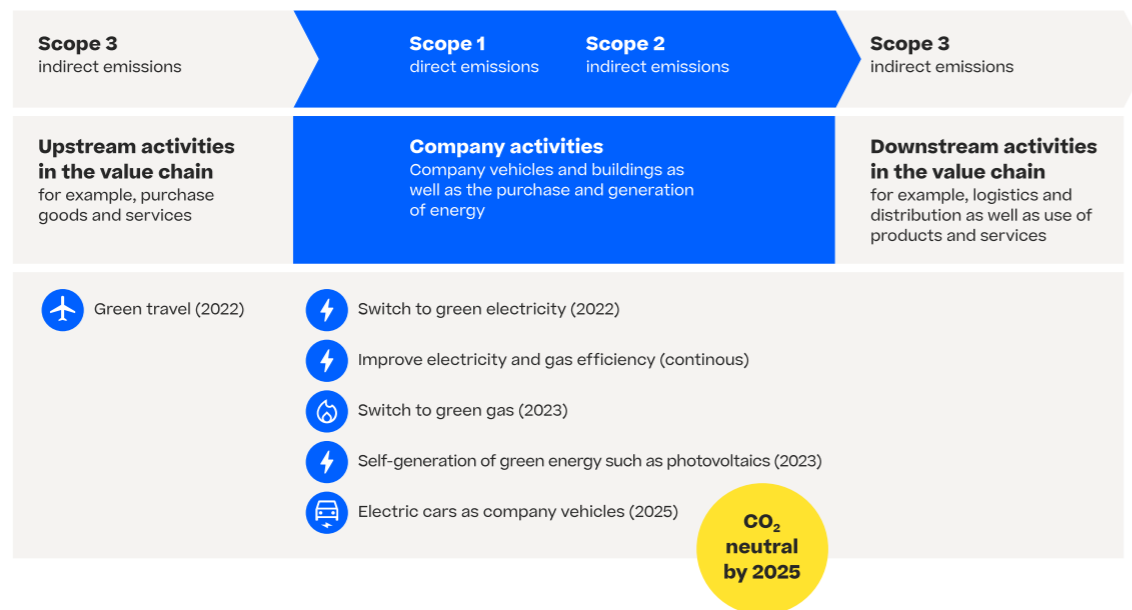 Scope 3
indirect emissions
Scope 1
direct emissions
Scope 2
indirect emissions
Scope 3
indirect emissions
Upstream activities
in the value chain
for example, purchase
goods and services
Company activities
Company vehicles and buildings as
well as the purchase and generation
of energy
Downstream activities
in the value chain
for example, logistics and
distribution as well as use of
products and services
Green travel (2022)
Switch to green electricity (2022)
Improve electricity and gas efficiency (continous)
Switch to green gas (2023)
Self-generation of green energy such as photovoltaics (2023)
Electric cars as company vehicles (2025)
CO₂
neutral
by 2025